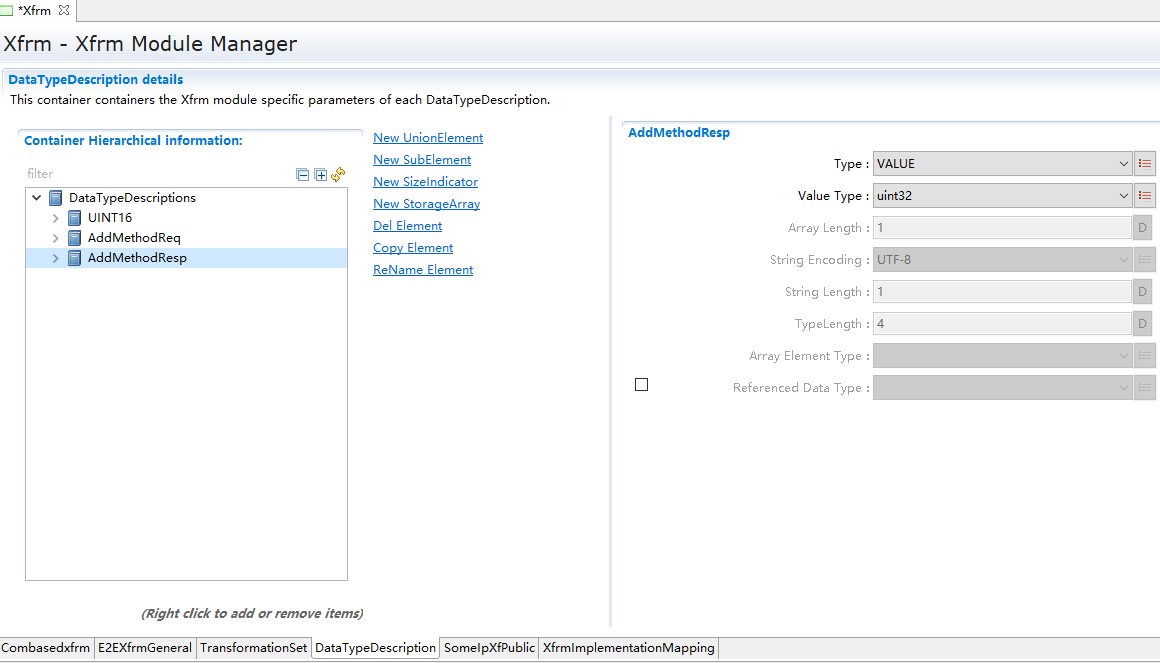 *Xfrm
Xfrm - Xfrm Module Manager
DataTypeDescription details
This container containers the Xfrm module specific parameters of each DataTypeDescription.
Container Hierarchical information:
filter
DataTypeDescriptions
UINT16
AddMethodReq
AddMethodResp
(Right click to add or remove items)
New UnionElement
New SubElement
New SizeIndicator
New StorageArray
Del Element
Copy Element
ReName Element
AddMethodResp
Type : VALUE
Value Type : uint32
Array Length : 1 D
String Encoding : UTF-8
String Length : 1 D
TypeLength : 4 D
Array Element Type :
Referenced Data Type :
Combasedxfrm E2EXfrmGeneral TransformationSet DataTypeDescription SomeIpXfPublic XfrmImplementationMapping